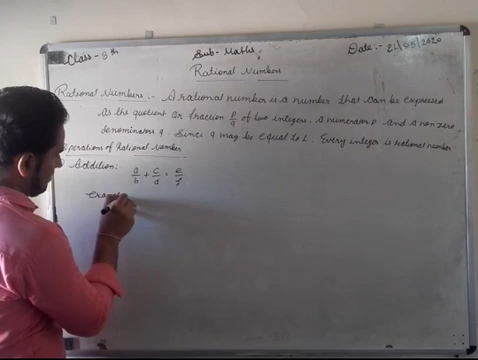 Class - 8th
Sub - Maths
Date :- 21/05/2020
Rational Numbers
Rational Numbers :- A rational number is a number that can be expressed
as the quotient or fraction p/q of two integers, a numerator p and a non zero
denominator q. Since q may be equal to 1. Every integer is rational number
Operations of Rational Number
Addition:
a/b + c/d = e/f
Exam